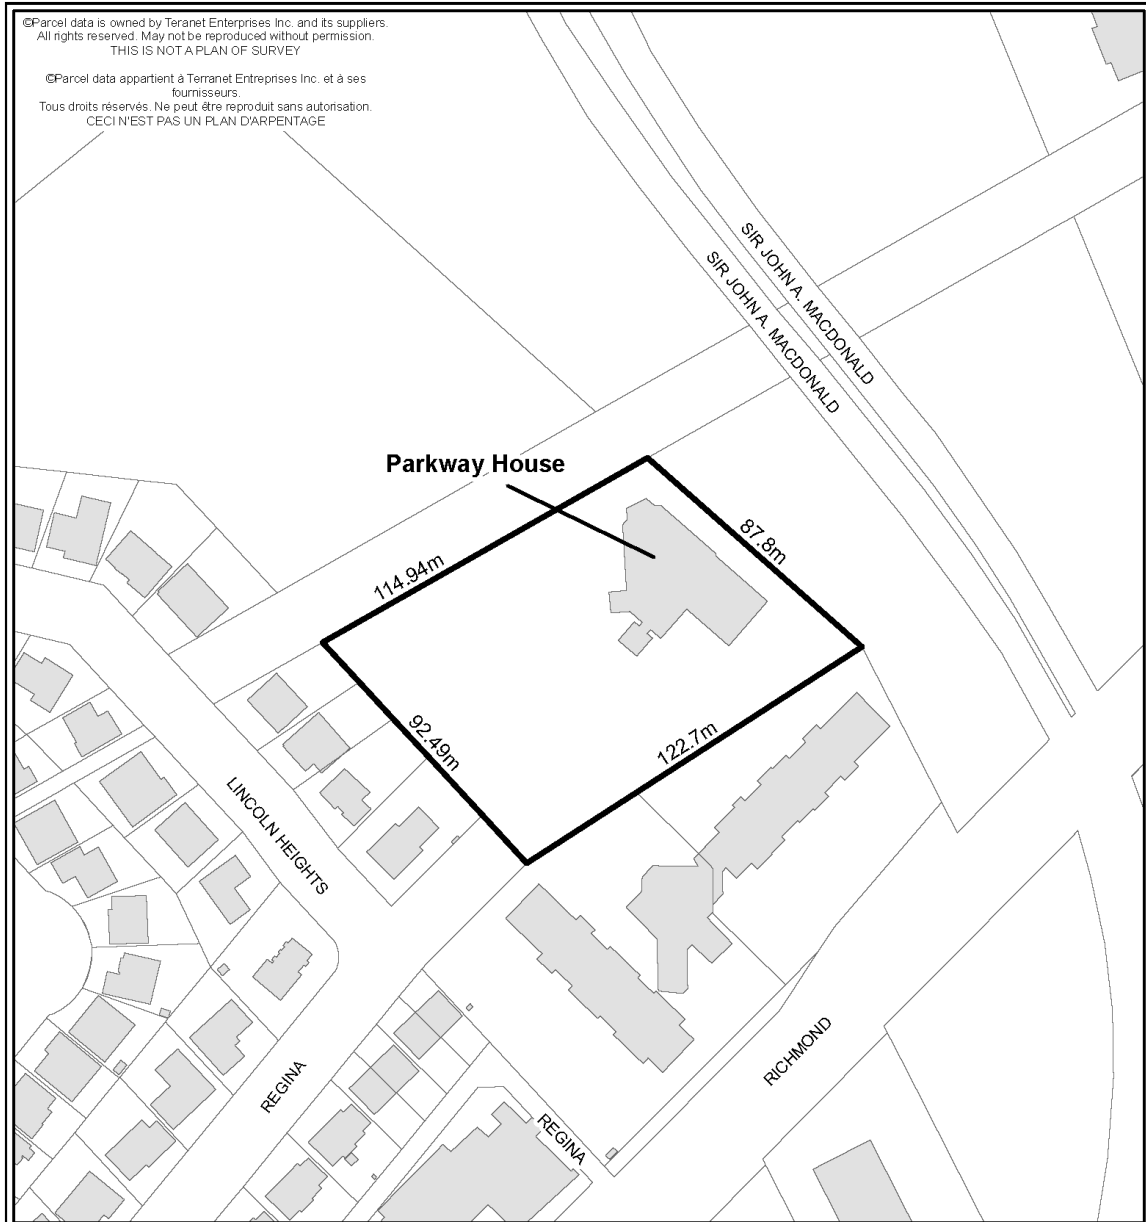 ©Parcel data is owned by Teranet Enterprises Inc. and its suppliers.
All rights reserved. May not be reproduced without permission.
THIS IS NOT A PLAN OF SURVEY
©Parcel data appartient à Terranet Entreprises Inc. et à ses
fournisseurs.
Tous droits réservés. Ne peut être reproduit sans autorisation.
CECI N'EST PAS UN PLAN D'ARPENTAGE
SIR JOHN A. MACDONALD
SIR JOHN A. MACDONALD
Parkway House
87.8m
114.94m
92.49m
122.7m
LINCOLN HEIGHTS
RICHMOND
REGINA
REGINA